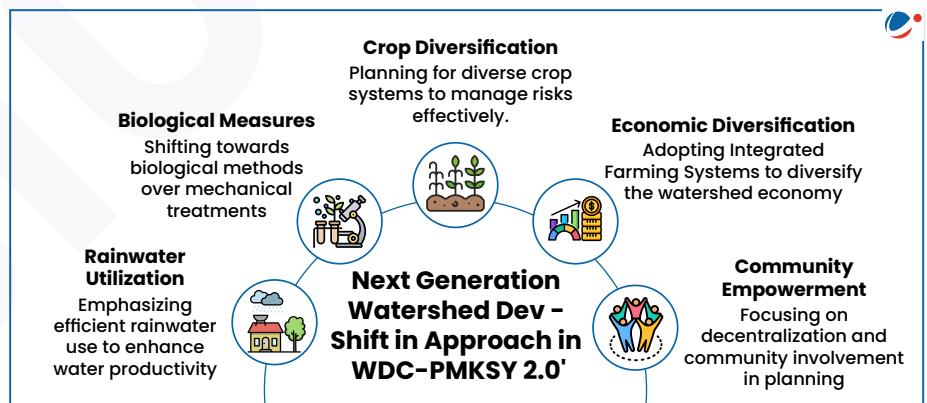 Crop Diversification
Planning for diverse crop
systems to manage risks
effectively.
Biological Measures
Shifting towards
biological methods
over mechanical
treatments
Economic Diversification
Adopting Integrated
Farming Systems to diversify
the watershed economy
Rainwater
Utilization
Emphasizing
efficient rainwater
use to enhance
water productivity
Next Generation
Watershed Dev -
Shift in Approach in
WDC-PMKSY 2.0'
Community
Empowerment
Focusing on
decentralization and
community involvement
in planning